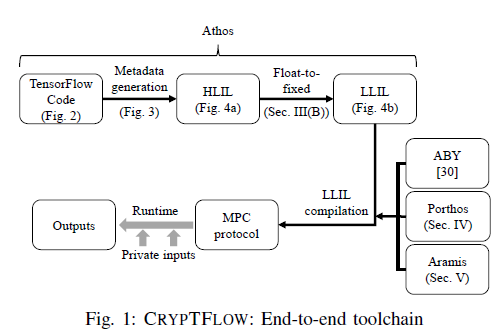 Athos
TensorFlow
Code
(Fig. 2)
Metadata
generation
(Fig. 3)
HLIL
(Fig. 4a)
Float-to-
fixed
(Sec. III(B))
LLIL
(Fig. 4b)
ABY
[30]
Porthos
(Sec. IV)
Aramis
(Sec. V)
LLIL
compilation
MPC
protocol
Runtime
Private inputs
Outputs
Fig. 1: CRYPTFLOW: End-to-end toolchain